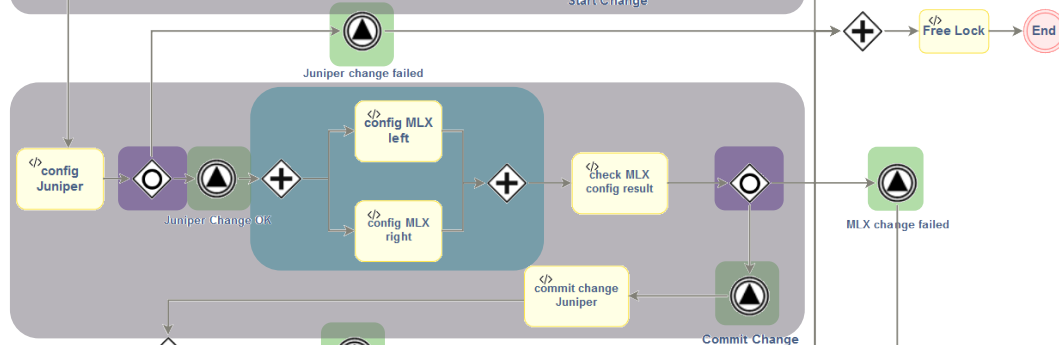 Start Change
</>
Free Lock
End
Juniper change failed
</>
config MLX
left
</>
config
Juniper
</>
check MLX
config result
Juniper Change OK
</>
config MLX
right
MLX change failed
</>
commit change
Juniper
Commit Change